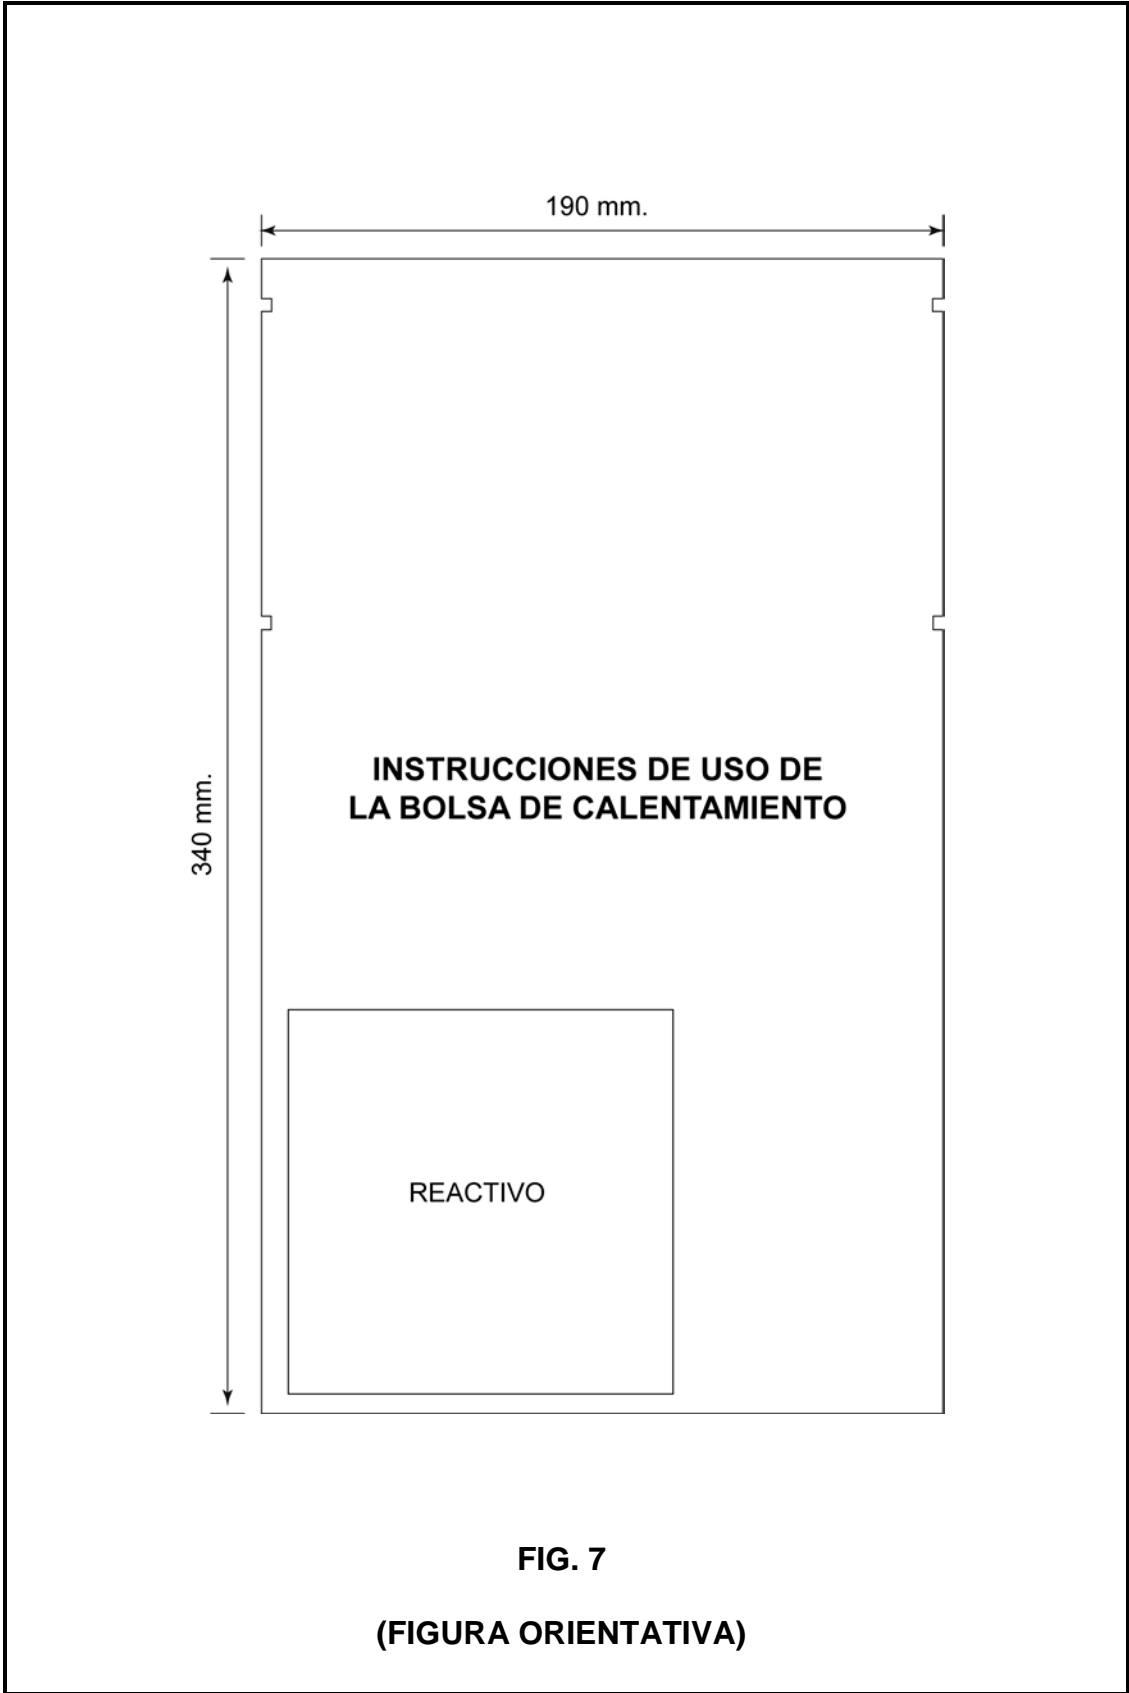 190 mm.
340 mm.
INSTRUCCIONES DE USO DE
LA BOLSA DE CALENTAMIENTO
REACTIVO
FIG. 7
(FIGURA ORIENTATIVA)